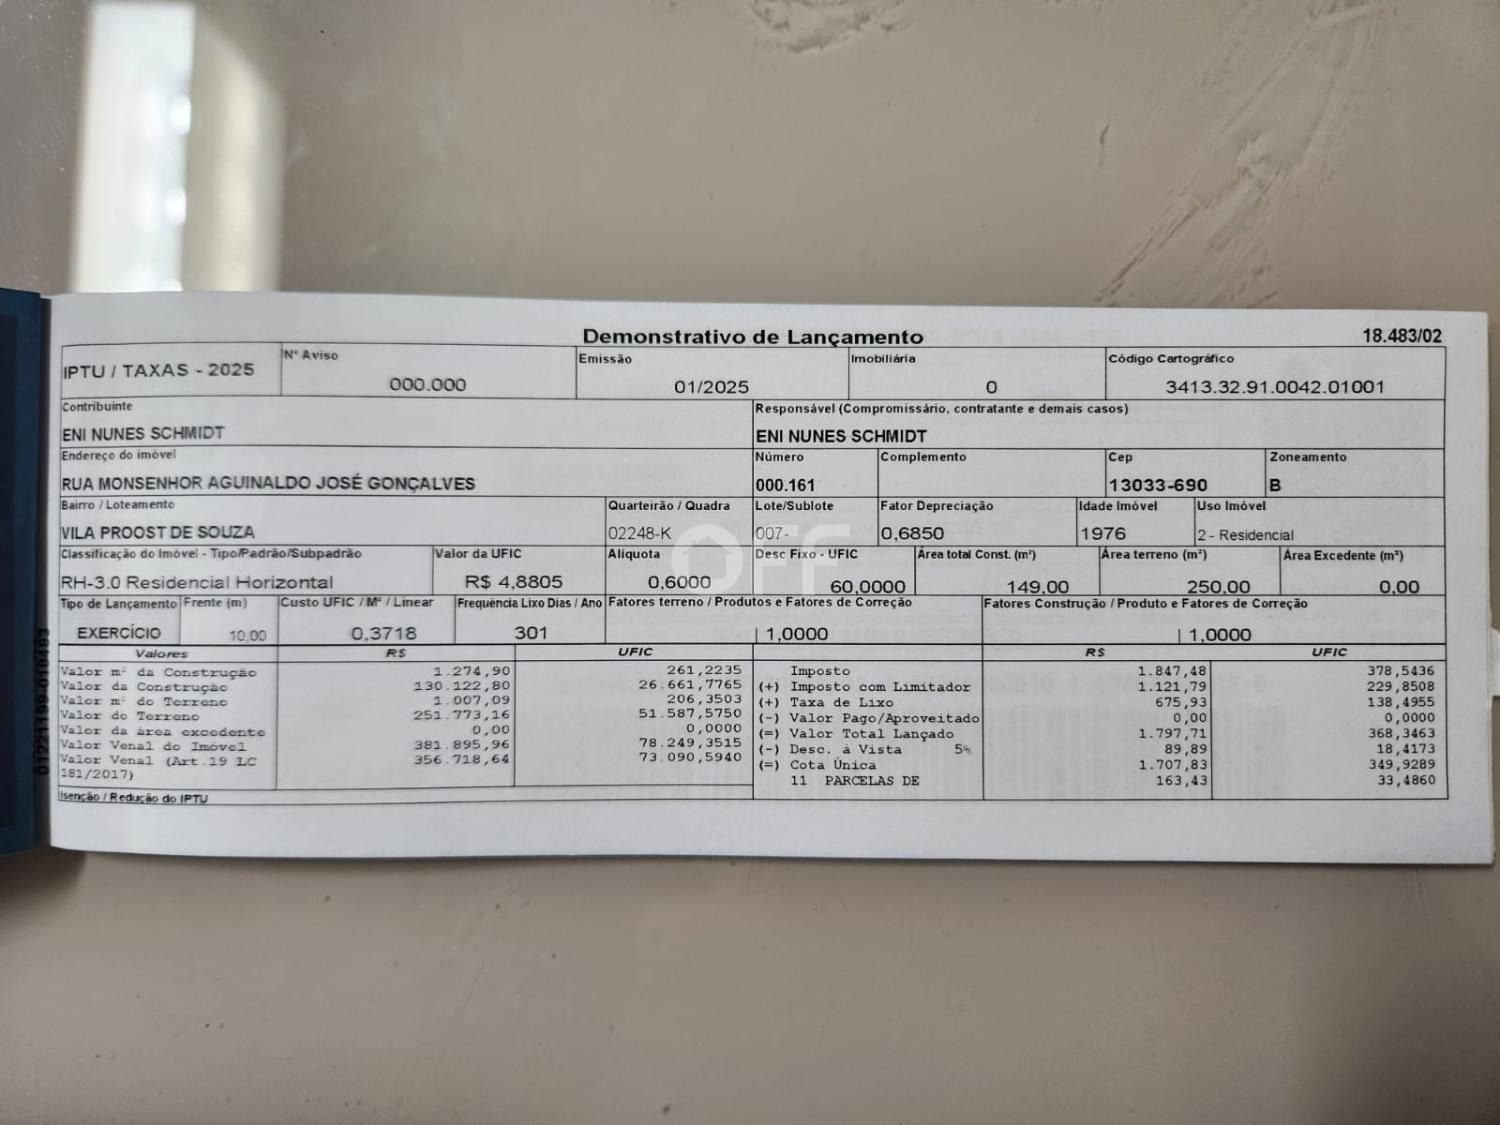 Demonstrativo de Lançamento 18.483/02
IPTU / TAXAS - 2025
Nº Aviso Emissão Imobiliária Código Cartográfico
000.000 01/2025 0 3413.32.91.0042.01001
Contribuinte Responsável (Compromissário, contratante e demais casos)
ENI NUNES SCHMIDT ENI NUNES SCHMIDT
Endereço do imóvel Número Complemento Cep Zoneamento
RUA MONSENHOR AGUINALDO JOSÉ GONÇALVES 000.161 13033-690 B
Bairro / Loteamento Quarteirão / Quadra Lote/Sublote Fator Depreciação Idade Imóvel Uso Imóvel
VILA PROOST DE SOUZA 02248-K 007- 0,6850 1976 2 - Residencial
Classificação do Imóvel - Tipo/Padrão/Subpadrão Valor da UFIC Alíquota Desc Fixo - UFIC Área total Const. (m²) Área terreno (m²) Área Excedente (m²)
RH-3.0 Residencial Horizontal R$ 4,8805 0,6000 60,0000 149,00 250,00 0,00
Tipo de Lançamento Frente (m) Custo UFIC / M² / Linear Frequência Lixo Dias / Ano Fatores terreno / Produtos e Fatores de Correção Fatores Construção / Produto e Fatores de Correção
EXERCÍCIO 10,00 0,3718 301 1,0000 1,0000
Valores R$ UFIC R$ UFIC
Valor m² da Construção 1.274,90 261,2235 Imposto 1.847,48 378,5436
Valor da Construção 130.122,80 26.661,7765 (+) Imposto com Limitador 1.121,79 229,8508
Valor m² do Terreno 1.007,09 206,3503 (+) Taxa de Lixo 675,93 138,4955
Valor do Terreno 251.773,16 51.587,5750 (-) Valor Pago/Aproveitado 0,00 0,0000
Valor da área excedente 0,00 0,0000 (=) Valor Total Lançado 1.797,71 368,3463
Valor Venal do Imóvel 381.895,96 78.249,3515 (-) Desc. à Vista 5% 89,89 18,4173
Valor Venal (Art.19 LC 356.718,64 73.090,5940 (=) Cota Única 1.707,83 349,9289
181/2017) 11 PARCELAS DE 163,43 33,4860
Isenção / Redução do IPTU
OFF
01221199-018483